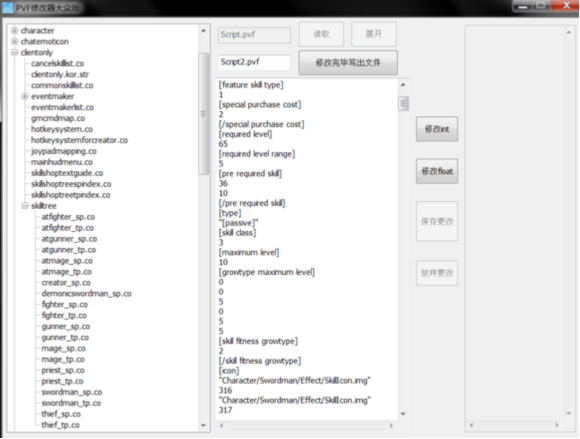 PVF修改器大众版
character
chatemoticon
clientonly
cancelskillist.co
clientonly.kor.str
commonskillist.co
eventmaker
eventmakerlist.co
gmcmdmap.co
hotkeysystem.co
hotkeysystemforcreator.co
joypadmapping.co
mainhudmenu.co
skilshoptextguide.co
skilshoptreespindex.co
skilshoptreetpindex.co
skiltree
atfighter_sp.co
atfighter_tp.co
atgunner_sp.co
atgunner_tp.co
atmage_sp.co
atmage_tp.co
creator_sp.co
demonicswordman_sp.co
fighter_sp.co
fighter_tp.co
gunner_sp.co
gunner_tp.co
mage_sp.co
mage_tp.co
priest_sp.co
priest_tp.co
swordman_sp.co
swordman_tp.co
thief_sp.co
thief_tp.co
Script.pvf
读取
展开
Script2.pvf
修改完毕写出文件
[feature skill type]
1
[special purchase cost]
2
[/special purchase cost]
[required level]
65
[required level range]
5
[pre required skill]
36
10
[/pre required skill]
[type]
"[passive]"
[skill class]
3
[maximum level]
10
[growtype maximum level]
0
0
5
0
5
5
[skill fitness growtype]
2
[/skill fitness growtype]
[icon]
"Character/Swordman/Effect/SkillIcon.img"
316
"Character/Swordman/Effect/SkillIcon.img"
317
修改int
修改float
保存更改
放弃更改